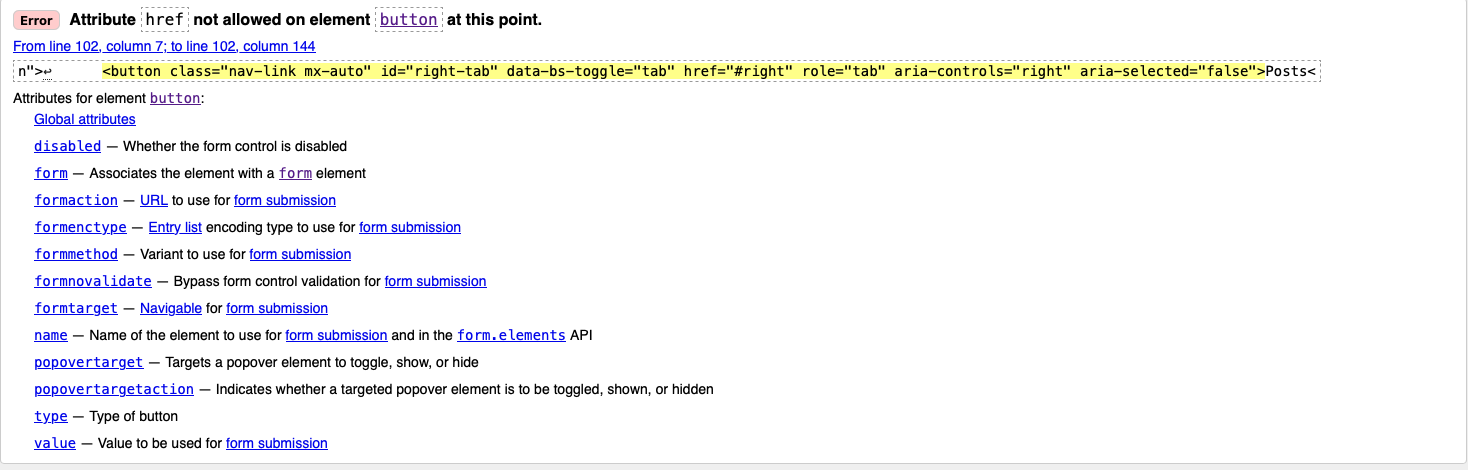 Error Attribute href not allowed on element button at this point.
From line 102, column 7; to line 102, column 144
n">↩ <button class="nav-link mx-auto" id="right-tab" data-bs-toggle="tab" href="#right" role="tab" aria-controls="right" aria-selected="false">Posts<
Attributes for element button:
Global attributes
disabled — Whether the form control is disabled
form — Associates the element with a form element
formaction — URL to use for form submission
formenctype — Entry list encoding type to use for form submission
formmethod — Variant to use for form submission
formnovalidate — Bypass form control validation for form submission
formtarget — Navigable for form submission
name — Name of the element to use for form submission and in the form.elements API
popovertarget — Targets a popover element to toggle, show, or hide
popovertargetaction — Indicates whether a targeted popover element is to be toggled, shown, or hidden
type — Type of button
value — Value to be used for form submission